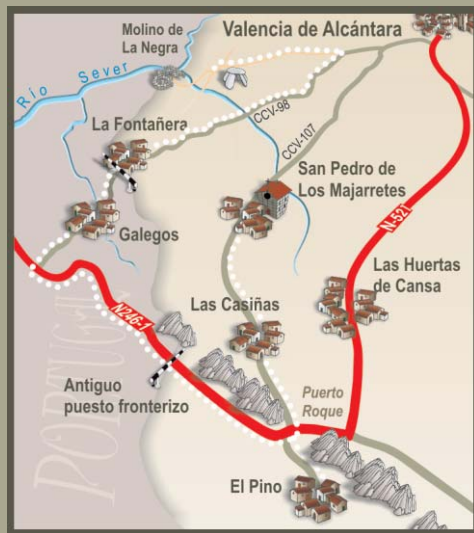 Molino de
La Negra
Valencia de Alcántara
Río Sever
La Fontañera
CCV-98
CCV-107
San Pedro de
Los Majarretes
N-521
Galegos
Las Huertas
de Cansa
N246-1
Las Casiñas
PORTUGAL
Antiguo
puesto fronterizo
Puerto
Roque
El Pino